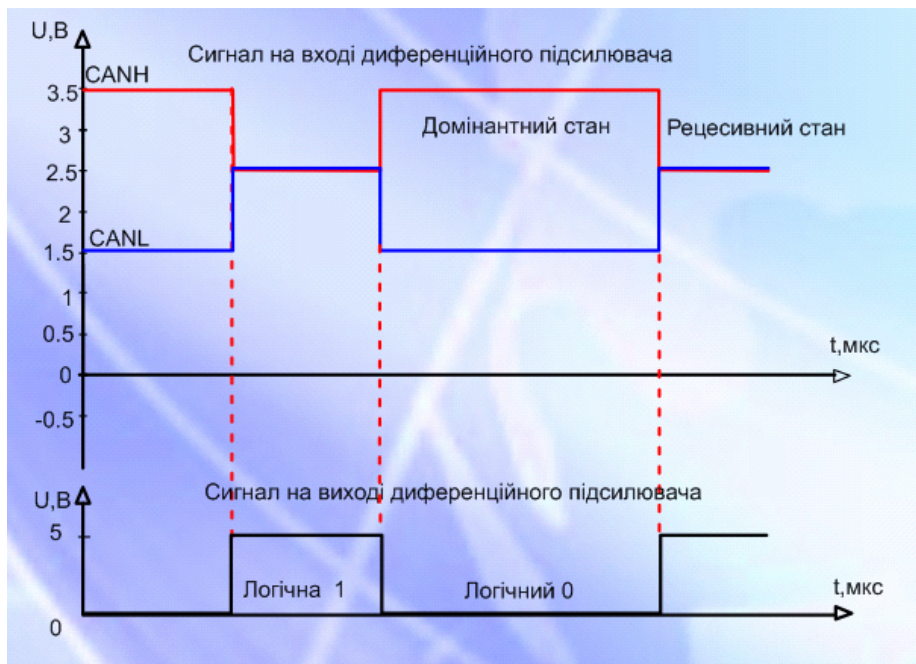 U,В
Сигнал на вході диференційного підсилювача
CANH
3.5
3
Домінантний стан
Рецесивний стан
2.5
2
CANL
1.5
1
0.5
t,мкс
0
-0.5
U,В
Сигнал на виході диференційного підсилювача
5
Логічна 1
Логічний 0
t,мкс
0